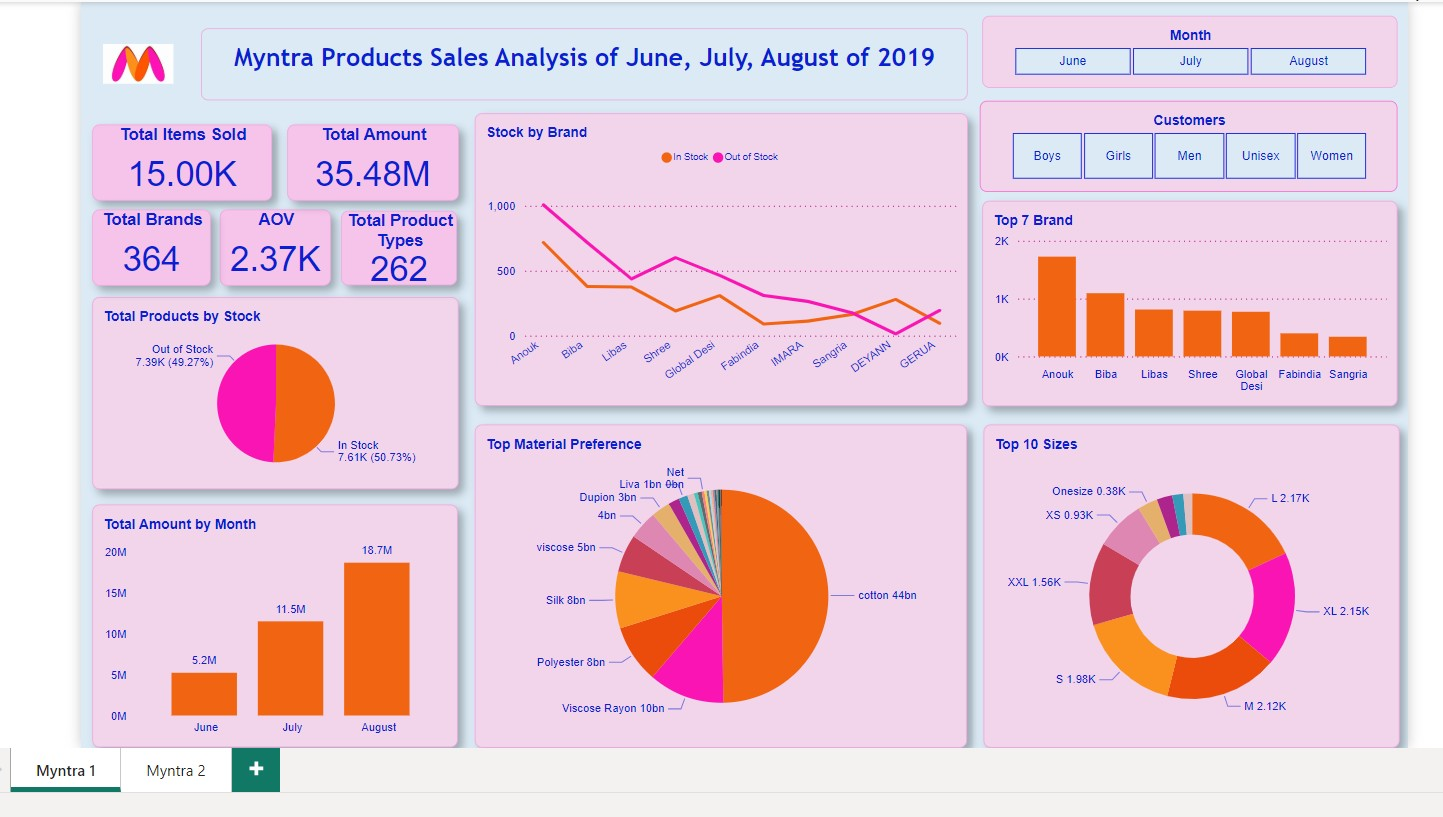 Myntra Products Sales Analysis of June, July, August of 2019
Month
June
July
August
Customers
Boys
Girls
Men
Unisex
Women
Total Items Sold
15.00K
Total Amount
35.48M
Total Brands
364
AOV
2.37K
Total Product
Types
262
Total Products by Stock
Out of Stock
7.39K (49.27%)
In Stock
7.61K (50.73%)
Total Amount by Month
20M
15M
10M
5M
0M
5.2M
11.5M
18.7M
June
July
August
Stock by Brand
In Stock
Out of Stock
1,000
500
0
Anouk
Biba
Libas
Shree
Global Desi
Fabindia
IMARA
Sangria
DEYANN
GERUA
Top 7 Brand
2K
1K
0K
Anouk
Biba
Libas
Shree
Global
Desi
Fabindia
Sangria
Top Material Preference
Net
Liva 1bn 0bn
Dupion 3bn
4bn
viscose 5bn
Silk 8bn
Polyester 8bn
Viscose Rayon 10bn
cotton 44bn
Top 10 Sizes
Onesize 0.38K
XS 0.93K
XXL 1.56K
S 1.98K
M 2.12K
XL 2.15K
L 2.17K
Myntra 1
Myntra 2
+